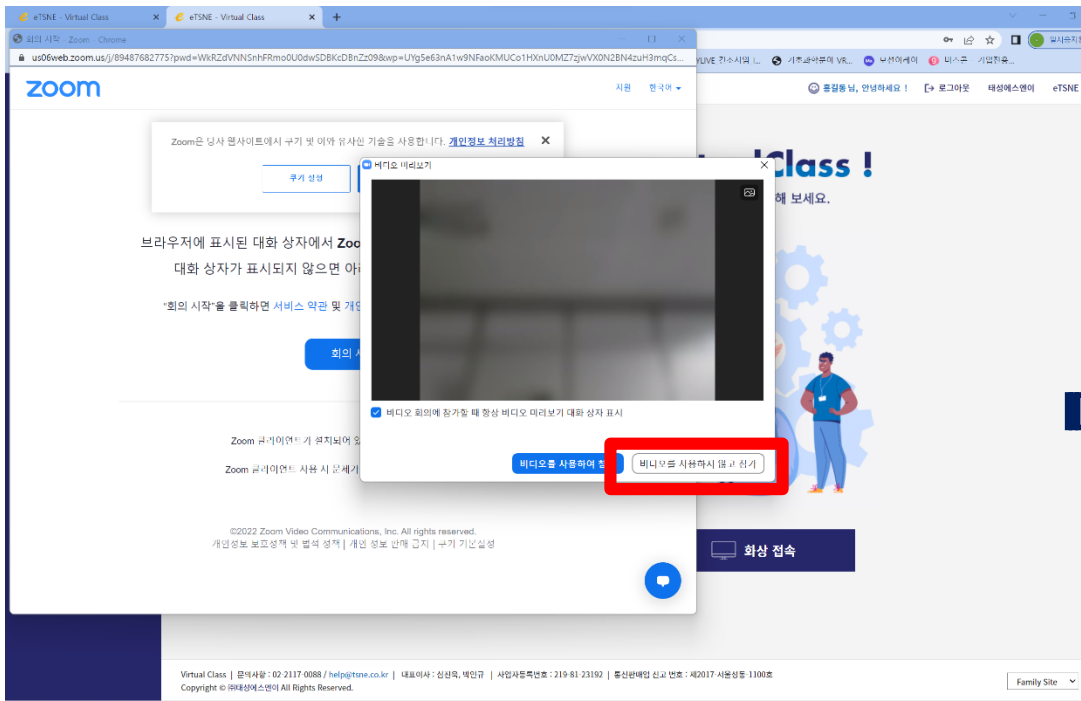 eTSNE - Virtual Class
eTSNE - Virtual Class
회의 시작 - Zoom - Chrome
zoom
지원
한국어
홍길동님, 안녕하세요 !
로그아웃
태성에스엔이
eTSNE
Zoom은 당사 웹사이트에서 쿠키 및 이와 유사한 기술을 사용합니다. 개인정보 처리방침
쿠키 설정
비디오 미리보기
Class !
해 보세요.
브라우저에 표시된 대화 상자에서 Zoo
대화 상자가 표시되지 않으면 아
"회의 시작"을 클릭하면 서비스 약관 및 개인
회의 시
비디오 회의에 참가할 때 항상 비디오 미리보기 대화 상자 표시
Zoom 클라이언트가 설치되어 있
Zoom 클라이언트 사용 시 문제가
비디오를 사용하여 참
비디오를 사용하지 않고 참가
©2022 Zoom Video Communications, Inc. All rights reserved.
개인정보 보호정책 및 법적 정책 | 개인 정보 판매 금지 | 쿠키 기본설정
화상 접속
Virtual Class | 문의사항 : 02-2117-0088 / help@tsne.co.kr | 대표이사 : 심진욱, 박인규 | 사업자등록번호 : 219-81-23192 | 통신판매업 신고 번호 : 제2017-서울성동-1100호
Copyright © ㈜태성에스엔이 All Rights Reserved.
Family Site